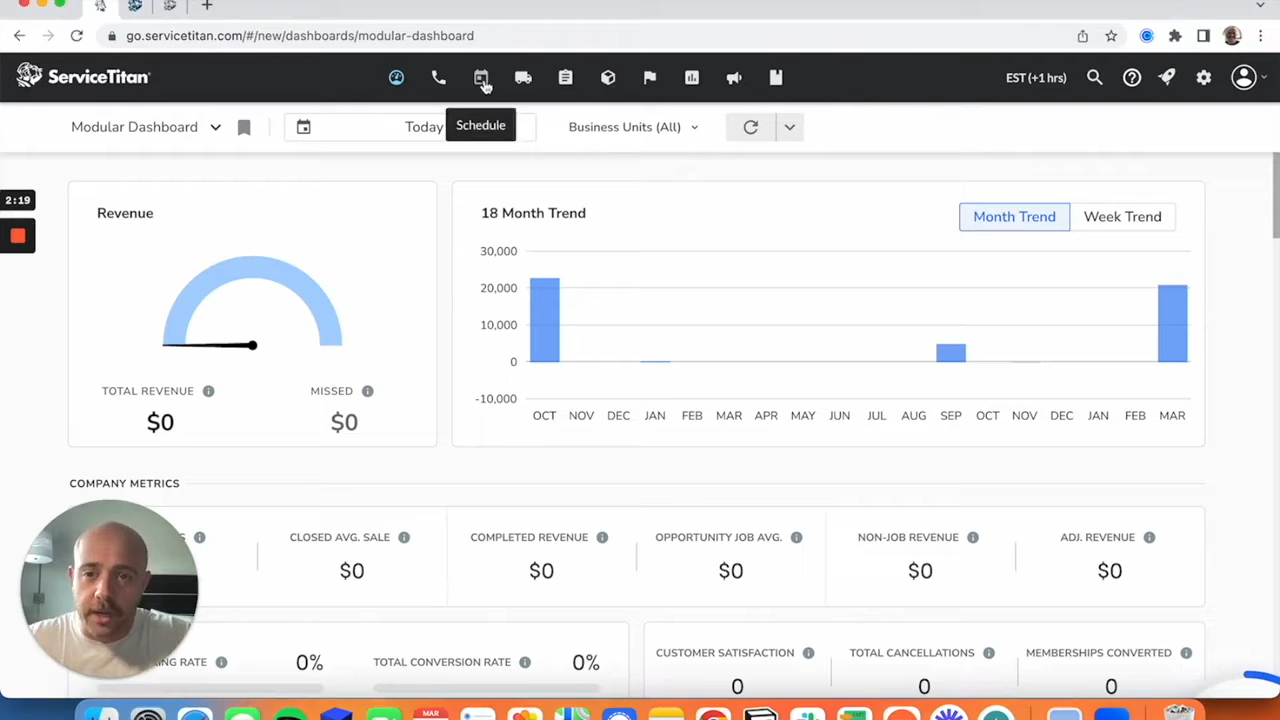 go.servicetitan.com/#/new/dashboards/modular-dashboard
ServiceTitan
EST (+1 hrs)
Modular Dashboard
Today
Schedule
Business Units (All)
2:19
Revenue
TOTAL REVENUE
MISSED
$0
$0
18 Month Trend
Month Trend
Week Trend
30,000
20,000
10,000
0
-10,000
OCT NOV DEC JAN FEB MAR APR MAY JUN JUL AUG SEP OCT NOV DEC JAN FEB MAR
COMPANY METRICS
CLOSED AVG. SALE
$0
COMPLETED REVENUE
$0
OPPORTUNITY JOB AVG.
$0
NON-JOB REVENUE
$0
ADJ. REVENUE
$0
RATE
0%
TOTAL CONVERSION RATE
0%
CUSTOMER SATISFACTION
0
TOTAL CANCELLATIONS
0
MEMBERSHIPS CONVERTED
0
MAR